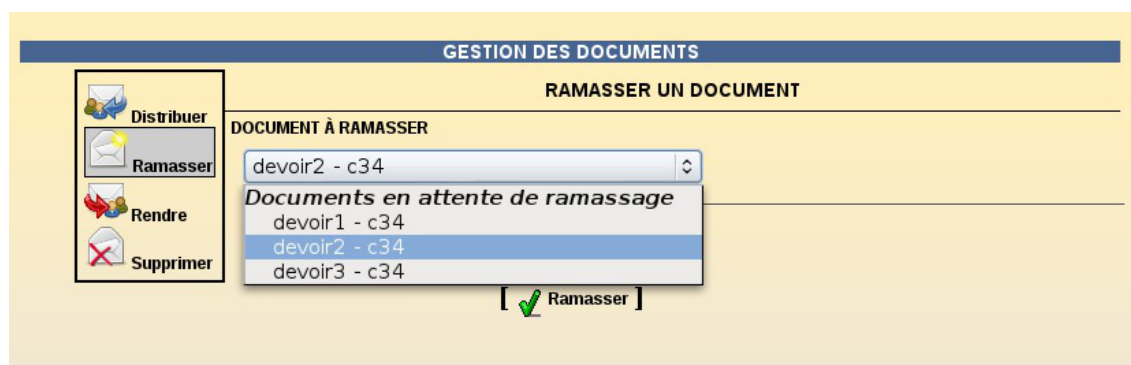 GESTION DES DOCUMENTS
RAMASSER UN DOCUMENT
Distribuer
Ramasser
Rendre
Supprimer
DOCUMENT À RAMASSER
devoir2 - c34
Documents en attente de ramassage
devoir1 - c34
devoir2 - c34
devoir3 - c34
[ Ramasser ]